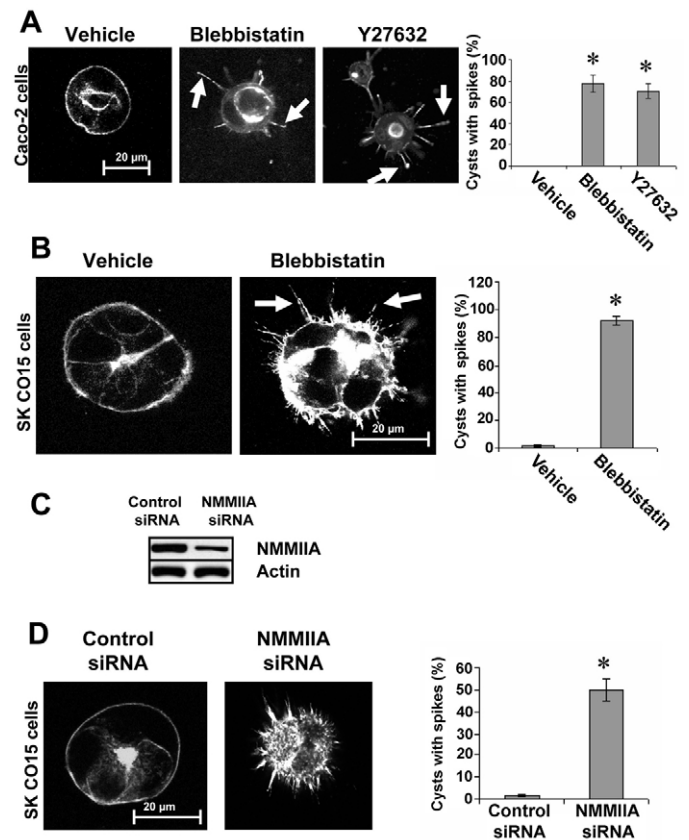 A
Vehicle
Blebbistatin
Y27632
Caco-2 cells
20 µm
Cysts with spikes (%)
100
80
60
40
20
0
*
*
Vehicle
Blebbistatin
Y27632
B
Vehicle
Blebbistatin
SK CO15 cells
20 µm
Cysts with spikes (%)
120
100
80
60
40
20
0
*
Vehicle
Blebbistatin
C
Control
siRNA
NMMIIA
siRNA
NMMIIA
Actin
D
Control
siRNA
NMMIIA
siRNA
SK CO15 cells
20 µm
Cysts with spikes (%)
60
50
40
30
20
10
0
*
Control
siRNA
NMMIIA
siRNA